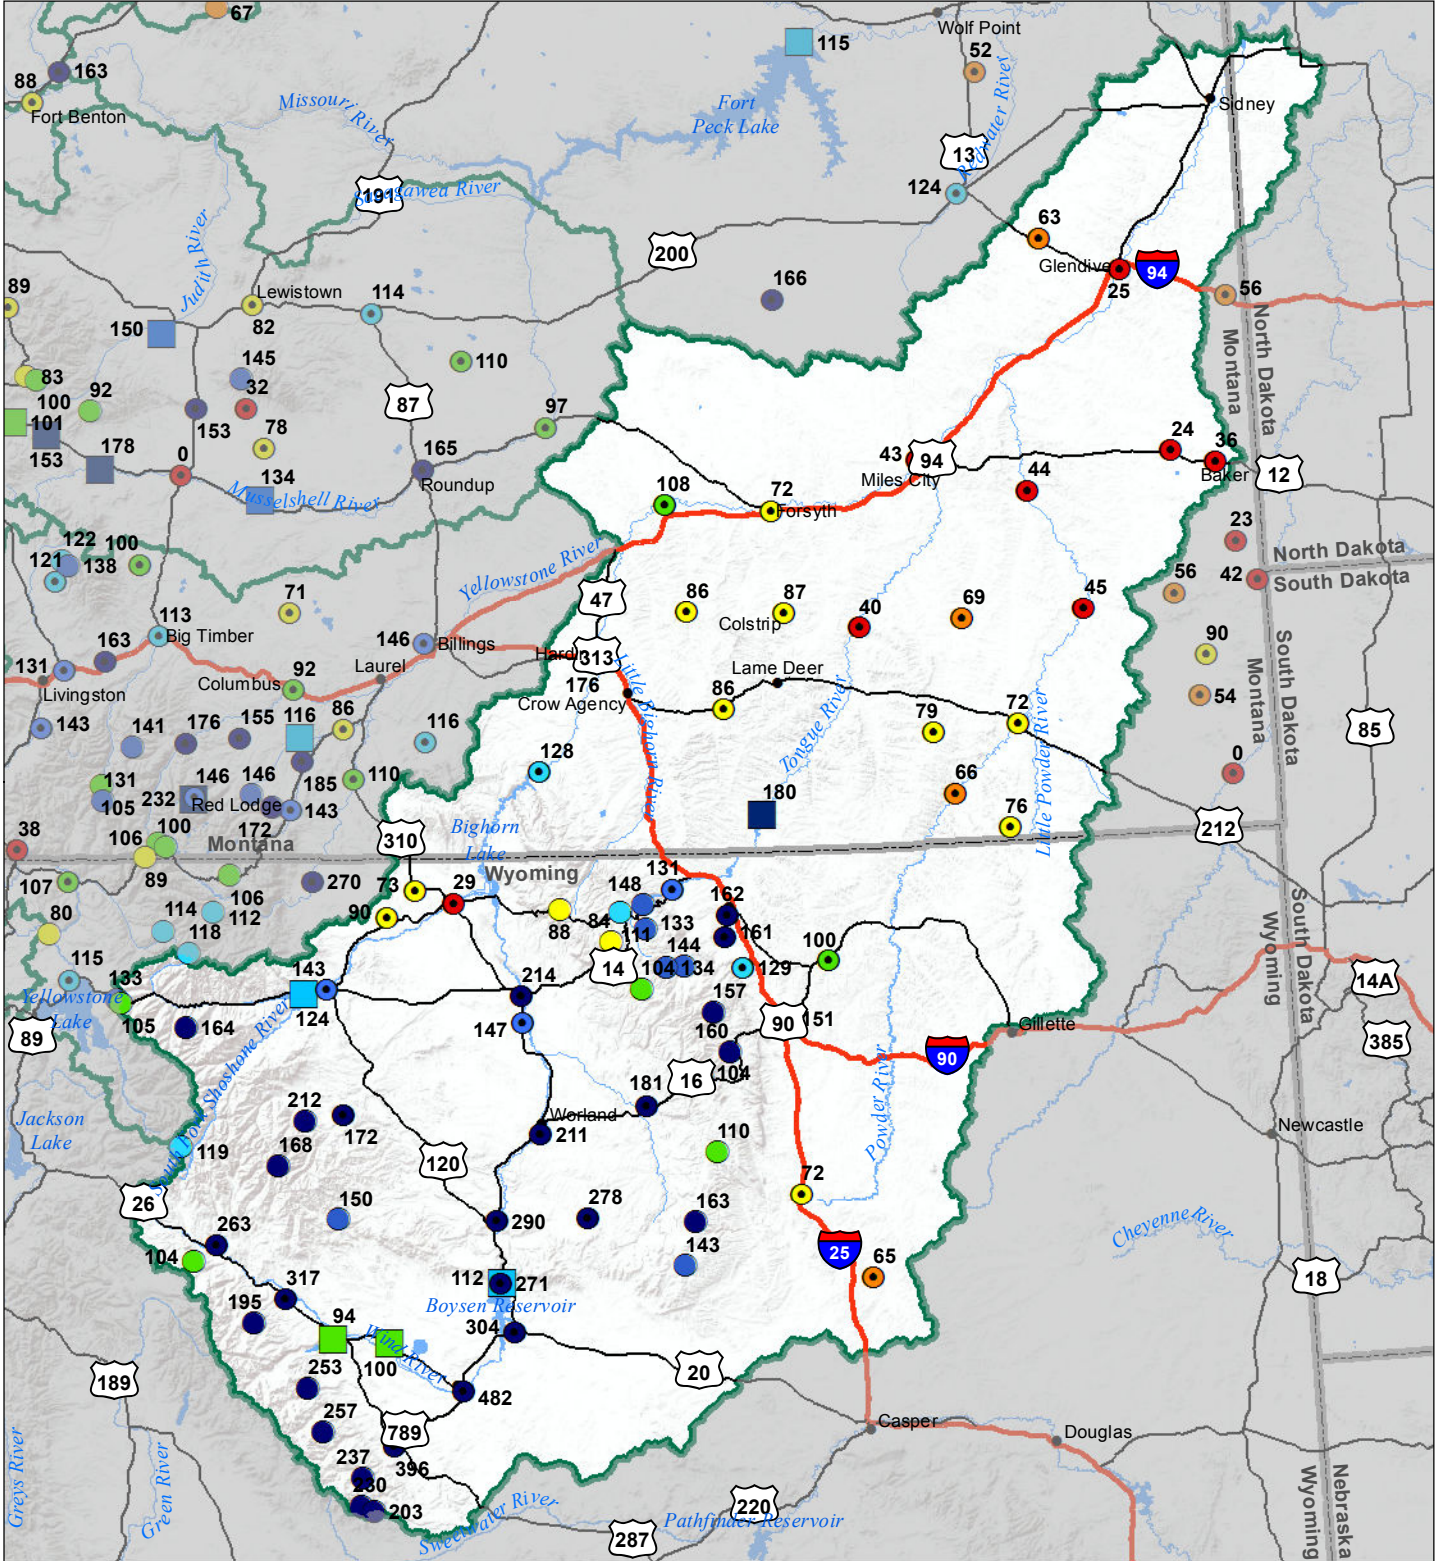 67
Wolf Point
115
52
163
88
Fort Benton
Missouri River
Fort
Peck Lake
Redwater River
Sidney
13
191
Sacagawea River
124
Judith River
200
63
Glendive
94
25
166
56
89
Lewistown
114
82
150
145
110
83
32
92
100
87
101
153
97
78
153
178
0
165
134
Roundup
Musselshell River
North Dakota
Montana
24
36
43
94
Miles City
44
Baker
12
108
72
Forsyth
23
North Dakota
42
South Dakota
122
100
121
138
Yellowstone River
56
71
47
86
87
Colstrip
40
69
45
113
Big Timber
146
Billings
90
163
Hardin
313
131
92
Laurel
Livingston
Columbus
176
Crow Agency
Lame Deer
Little Bighorn River
86
54
South Dakota
Montana
143
141
176
155
116
86
116
Tongue River
79
72
85
128
0
131
146
146
185
110
66
Little Powder River
105
232
Red Lodge
143
180
76
106
100
172
310
Bighorn
Lake
212
38
Montana
89
Wyoming
107
106
270
73
29
131
148
162
South Dakota
Wyoming
80
114
112
90
88
84
111
133
161
118
144
100
115
133
143
214
14
104
134
129
14A
Yellowstone
Lake
105
164
124
147
157
90
151
Gillette
89
160
90
385
South Fork Shoshone River
181
16
104
Powder River
212
172
Worland
Jackson
Lake
119
168
211
110
Newcastle
120
72
26
150
290
278
163
Cheyenne River
263
25
104
112
271
143
65
18
317
Boysen Reservoir
195
94
304
Wind River
100
20
189
253
482
Casper
Douglas
257
789
Greys River
Green River
237
396
230
203
Sweetwater River
220
Pathfinder Reservoir
287
Nebraska
Wyoming